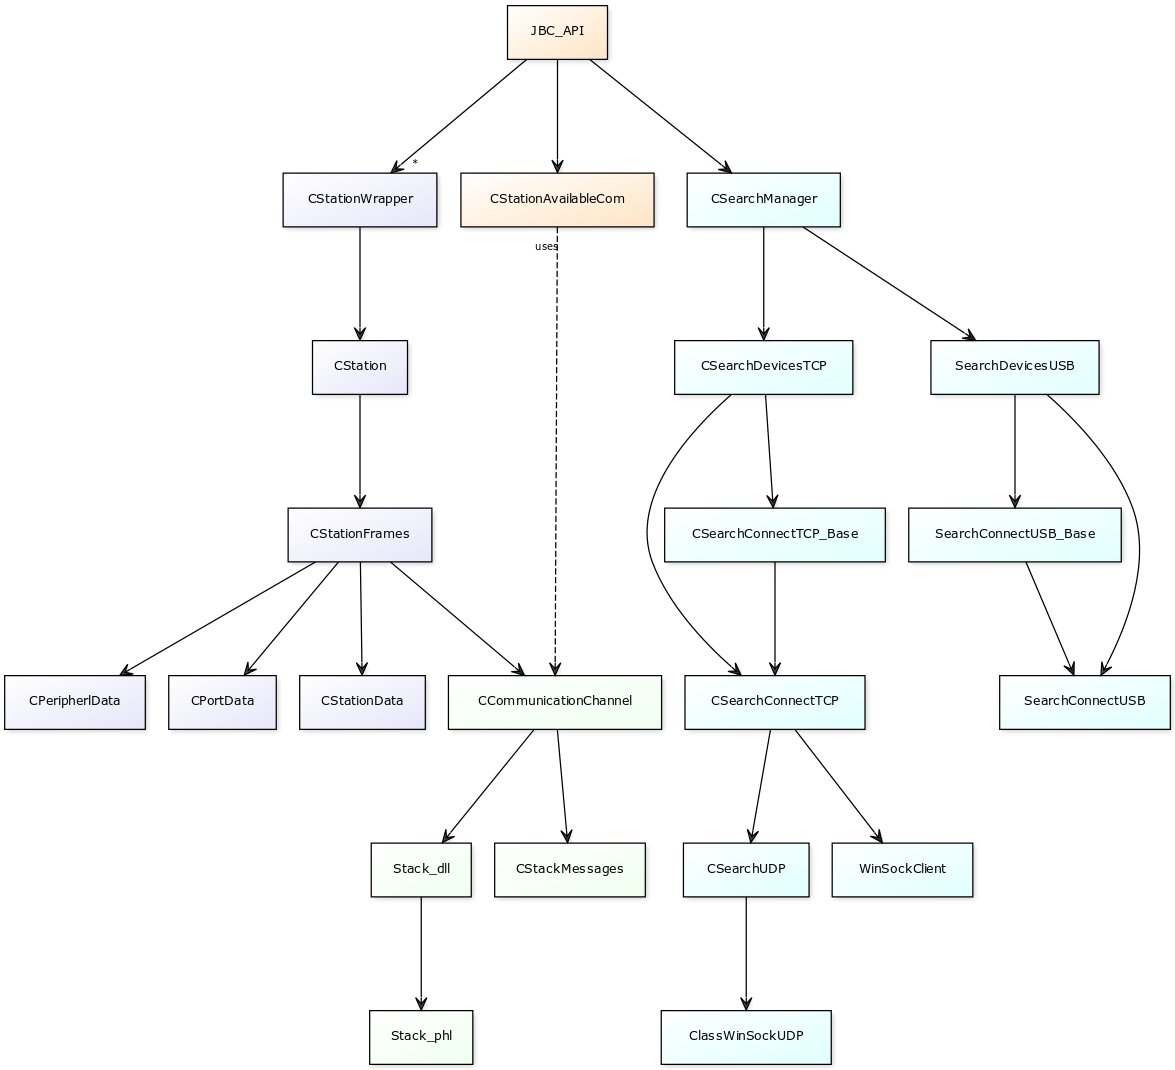 JBC_API
*
CStationWrapper
CStationAvailableCom
CSearchManager
uses
CStation
CSearchDevicesTCP
SearchDevicesUSB
CStationFrames
CSearchConnectTCP_Base
SearchConnectUSB_Base
CPeripherlData
CPortData
CStationData
CCommunicationChannel
CSearchConnectTCP
SearchConnectUSB
Stack_dll
CStackMessages
CSearchUDP
WinSockClient
Stack_phl
ClassWinSockUDP